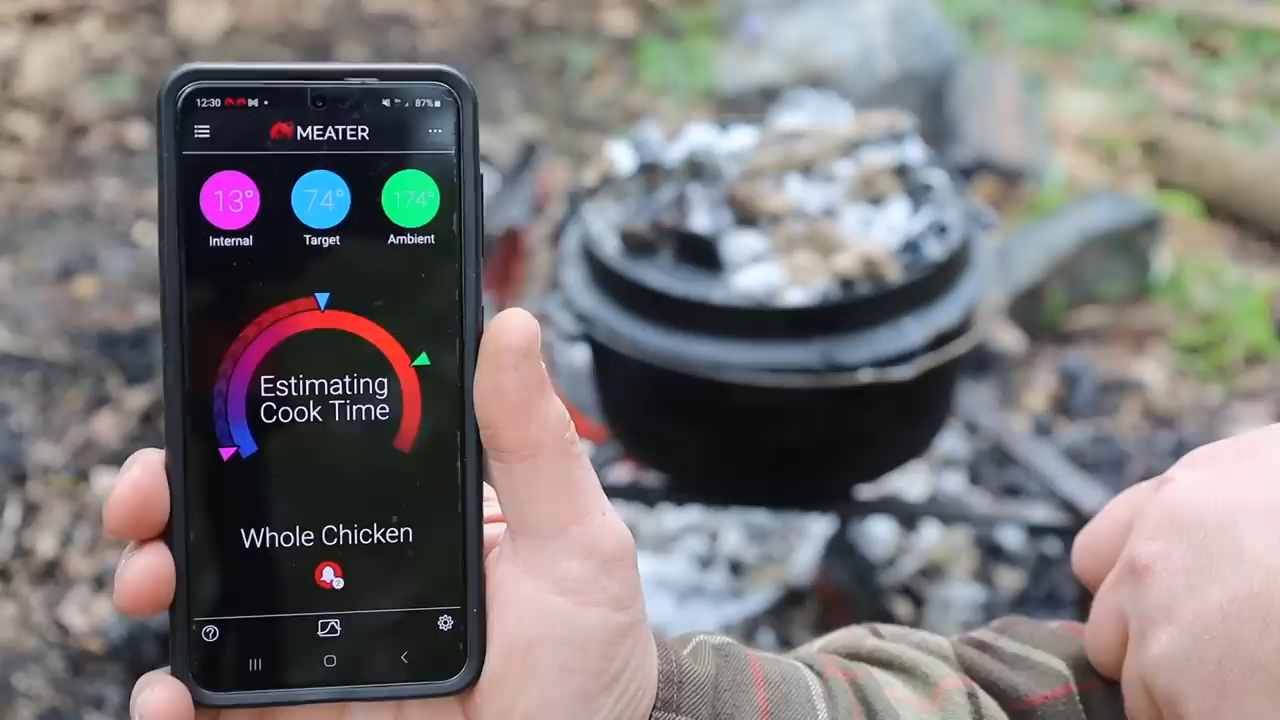 12:30 87%
MEATER
13° 74° 174°
Internal Target Ambient
Estimating
Cook Time
Whole Chicken